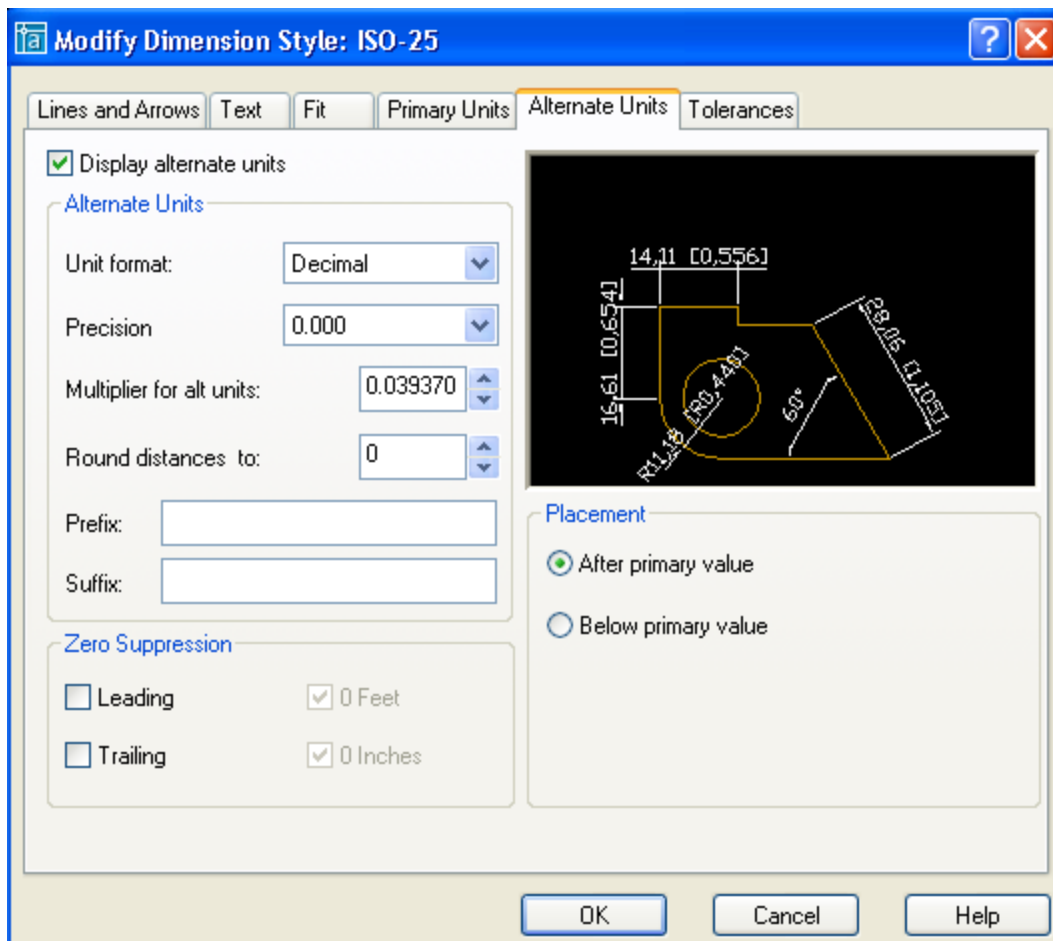 Modify Dimension Style: ISO-25
Lines and Arrows Text Fit Primary Units Alternate Units Tolerances
Display alternate units
Alternate Units
Unit format: Decimal
Precision 0.000
Multiplier for alt units: 0.039370
Round distances to: 0
Prefix:
Suffix:
Zero Suppression
Leading 0 Feet
Trailing 0 Inches
14,11 [0,556]
16,61 [0,654]
R11,18 [R0,440]
60°
28,06 [1,105]
Placement
After primary value
Below primary value
OK Cancel Help